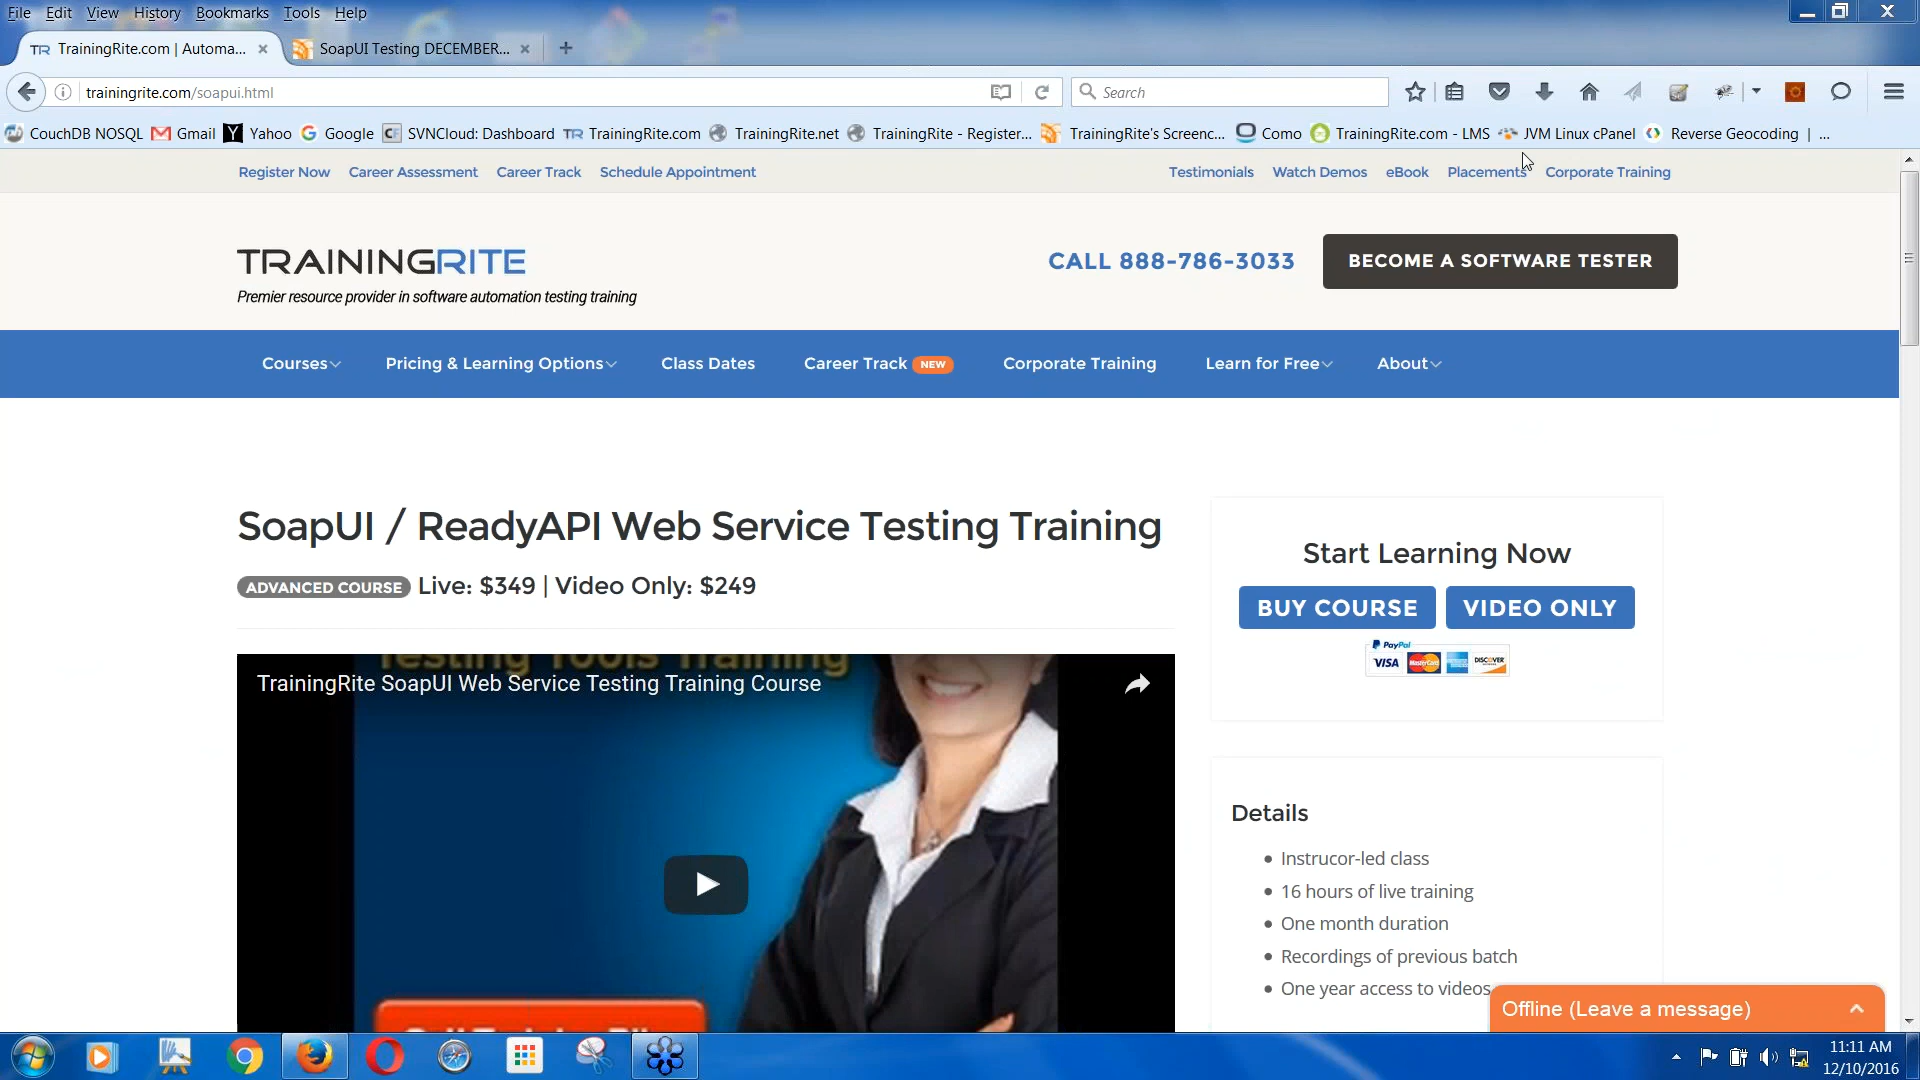 File Edit View History Bookmarks Tools Help
TR TrainingRite.com | Automa... SoapUI Testing DECEMBER...
trainingrite.com/soapui.html Search
CouchDB NOSQL Gmail Yahoo Google SVNCloud: Dashboard TR TrainingRite.com TrainingRite.net TrainingRite - Register... TrainingRite's Screenc... Como TrainingRite.com - LMS JVM Linux cPanel Reverse Geocoding | ...
Register Now Career Assessment Career Track Schedule Appointment Testimonials Watch Demos eBook Placements Corporate Training
TRAININGRITE
Premier resource provider in software automation testing training
CALL 888-786-3033 BECOME A SOFTWARE TESTER
Courses Pricing & Learning Options Class Dates Career Track NEW Corporate Training Learn for Free About
SoapUI / ReadyAPI Web Service Testing Training
ADVANCED COURSE Live: $349 | Video Only: $249
Start Learning Now
BUY COURSE VIDEO ONLY
PayPal
VISA MasterCard DISCOVER
Testing Tools Training
TrainingRite SoapUI Web Service Testing Training Course
Details
• Instrucor-led class
• 16 hours of live training
• One month duration
• Recordings of previous batch
• One year access to videos
Offline (Leave a message)
11:11 AM
12/10/2016